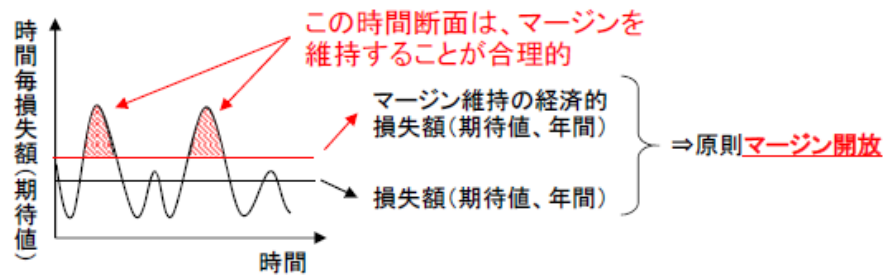 この時間断面は、マージンを
維持することが合理的
時間毎損失額(期待値)
マージン維持の経済的
損失額(期待値、年間)
⇒原則マージン開放
損失額(期待値、年間)
時間